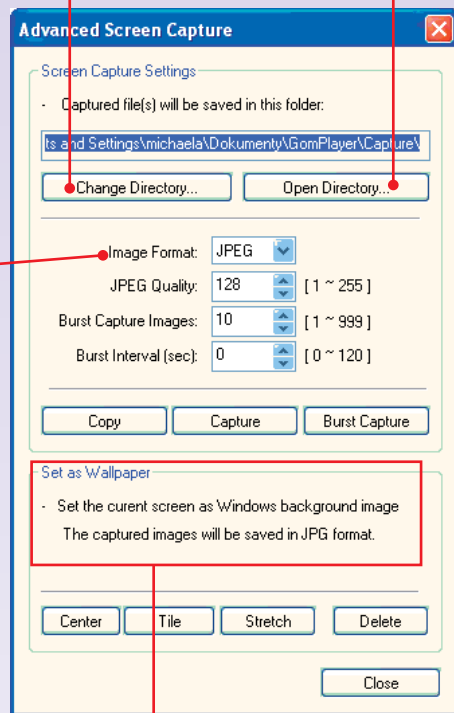 Advanced Screen Capture
Screen Capture Settings
- Captured file(s) will be saved in this folder:
ts and Settings\michaela\Dokumenty\GomPlayer\Capture\
Change Directory... Open Directory...
Image Format: JPEG
JPEG Quality: 128 [ 1 ~ 255 ]
Burst Capture Images: 10 [ 1 ~ 999 ]
Burst Interval (sec): 0 [ 0 ~ 120 ]
Copy Capture Burst Capture
Set as Wallpaper
- Set the curent screen as Windows background image
The captured images will be saved in JPG format.
Center Tile Stretch Delete
Close